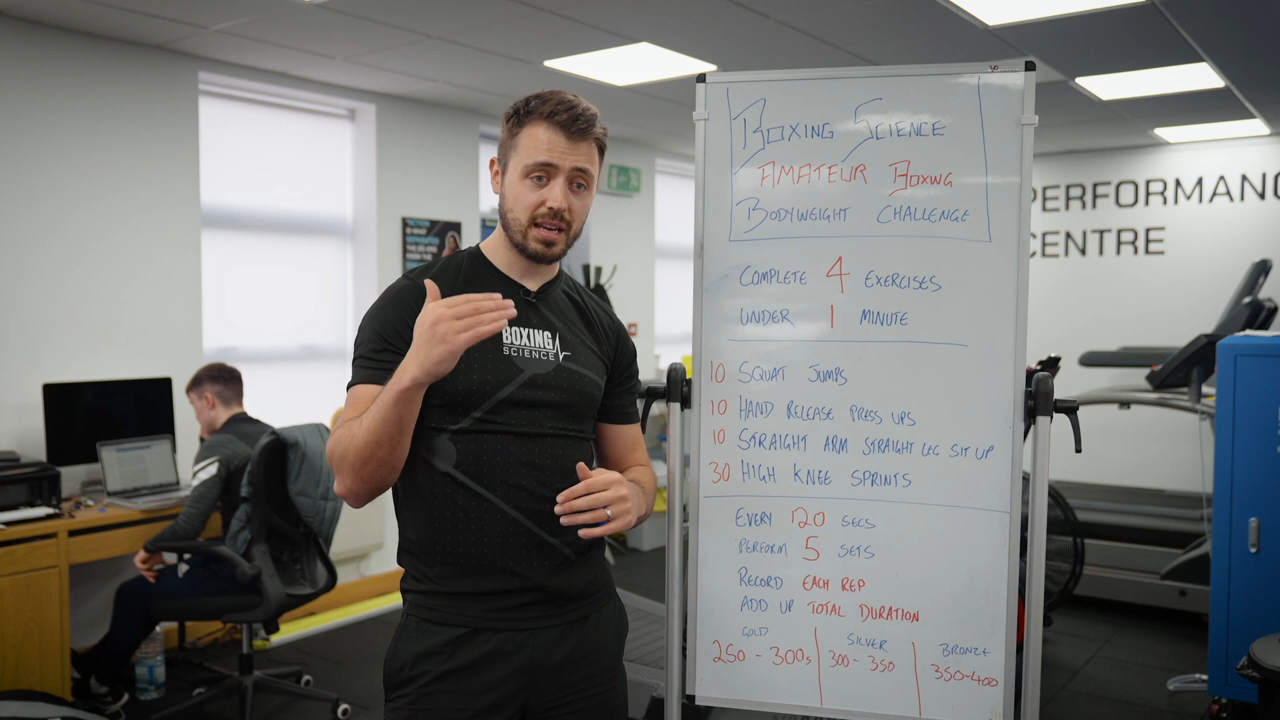 BOXING SCIENCE
AMATEUR BOXING
BODYWEIGHT CHALLENGE
COMPLETE 4 EXERCISES
UNDER 1 MINUTE
10 SQUAT JUMPS
10 HAND RELEASE PRESS UPS
10 STRAIGHT ARM STRAIGHT LEG SIT UP
30 HIGH KNEE SPRINTS
EVERY 120 SECS
PERFORM 5 SETS
RECORD EACH REP
ADD UP TOTAL DURATION
GOLD SILVER BRONZE
250 - 300s 300 - 350 350-400
BOXING
SCIENCE
PERFORMANC
CENTRE